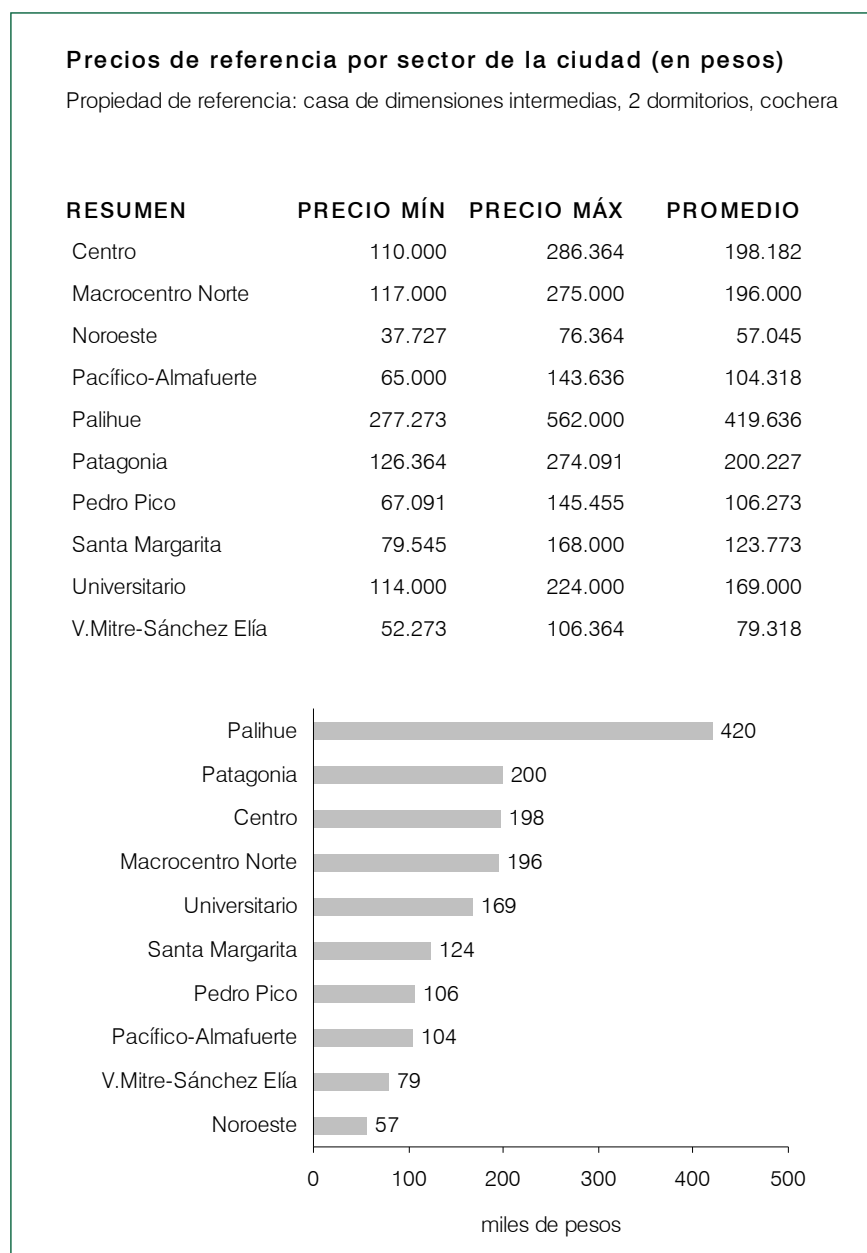 Precios de referencia por sector de la ciudad (en pesos)
Propiedad de referencia: casa de dimensiones intermedias, 2 dormitorios, cochera
RESUMEN PRECIO MÍN PRECIO MÁX PROMEDIO
Centro 110.000 286.364 198.182
Macrocentro Norte 117.000 275.000 196.000
Noroeste 37.727 76.364 57.045
Pacífico-Almafuerte 65.000 143.636 104.318
Palihue 277.273 562.000 419.636
Patagonia 126.364 274.091 200.227
Pedro Pico 67.091 145.455 106.273
Santa Margarita 79.545 168.000 123.773
Universitario 114.000 224.000 169.000
V.Mitre-Sánchez Elía 52.273 106.364 79.318
Palihue 420
Patagonia 200
Centro 198
Macrocentro Norte 196
Universitario 169
Santa Margarita 124
Pedro Pico 106
Pacífico-Almafuerte 104
V.Mitre-Sánchez Elía 79
Noroeste 57
0 100 200 300 400 500
miles de pesos